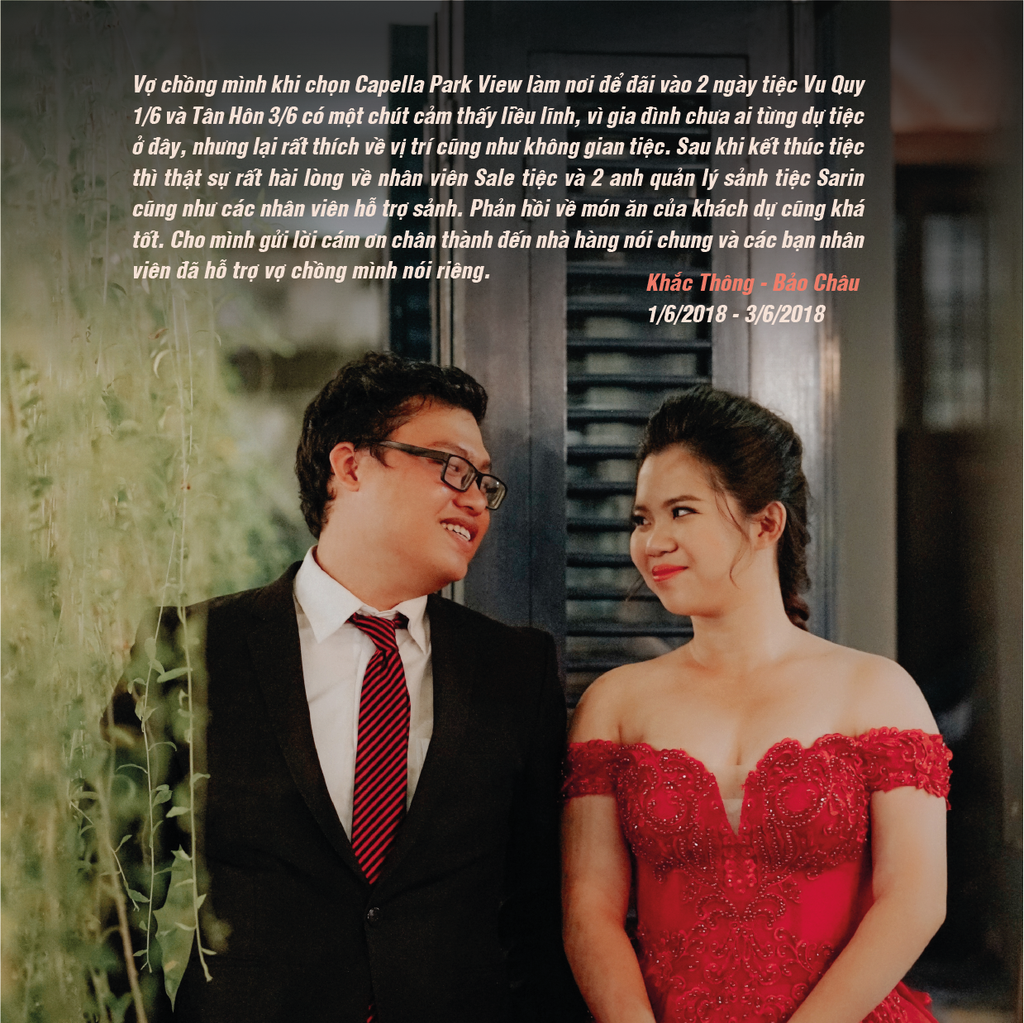 Vợ chồng mình khi chọn Capella Park View làm nơi để đãi vào 2 ngày tiệc Vu Quy
1/6 và Tân Hôn 3/6 có một chút cảm thấy liều lĩnh, vì gia đình chưa ai từng dự tiệc
ở đây, nhưng lại rất thích về vị trí cũng như không gian tiệc. Sau khi kết thúc tiệc
thì thật sự rất hài lòng về nhân viên Sale tiệc và 2 anh quản lý sảnh tiệc Sarin
cũng như các nhân viên hỗ trợ sảnh. Phản hồi về món ăn của khách dự cũng khá
tốt. Cho mình gửi lời cám ơn chân thành đến nhà hàng nói chung và các bạn nhân
viên đã hỗ trợ vợ chồng mình nói riêng.
Khắc Thông - Bảo Châu
1/6/2018 - 3/6/2018